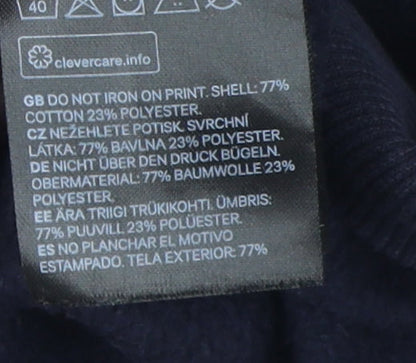 40
clevercare.info
GB DO NOT IRON ON PRINT. SHELL: 77%
COTTON 23% POLYESTER.
CZ NEŽEHLETE POTISK. SVRCHNÍ
LÁTKA: 77% BAVLNA 23% POLYESTER.
DE NICHT ÜBER DEN DRUCK BÜGELN.
OBERMATERIAL: 77% BAUMWOLLE 23%
POLYESTER.
EE ÄRA TRIIGI TRÜKIKOHTI. ÜMBRIS:
77% PUUVILL 23% POLÜESTER.
ES NO PLANCHAR EL MOTIVO
ESTAMPADO. TELA EXTERIOR: 77%